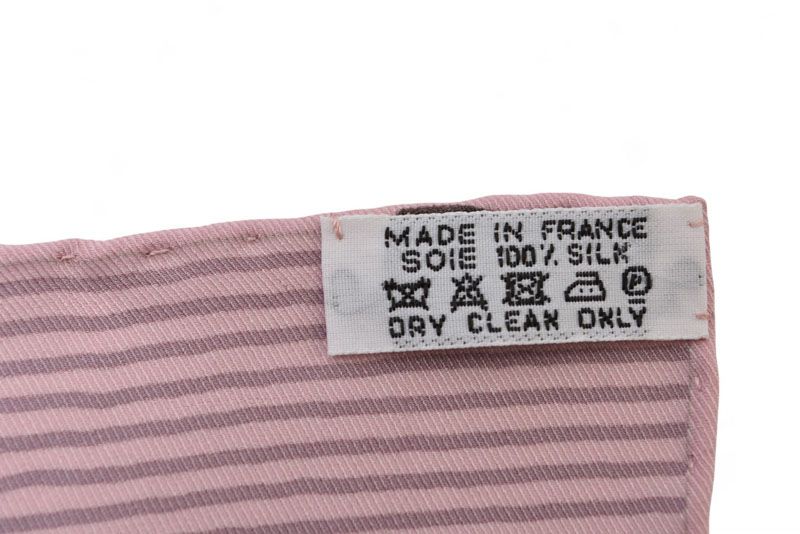 MADE IN FRANCE
SOIE 100% SILK
P
DRY CLEAN ONLY